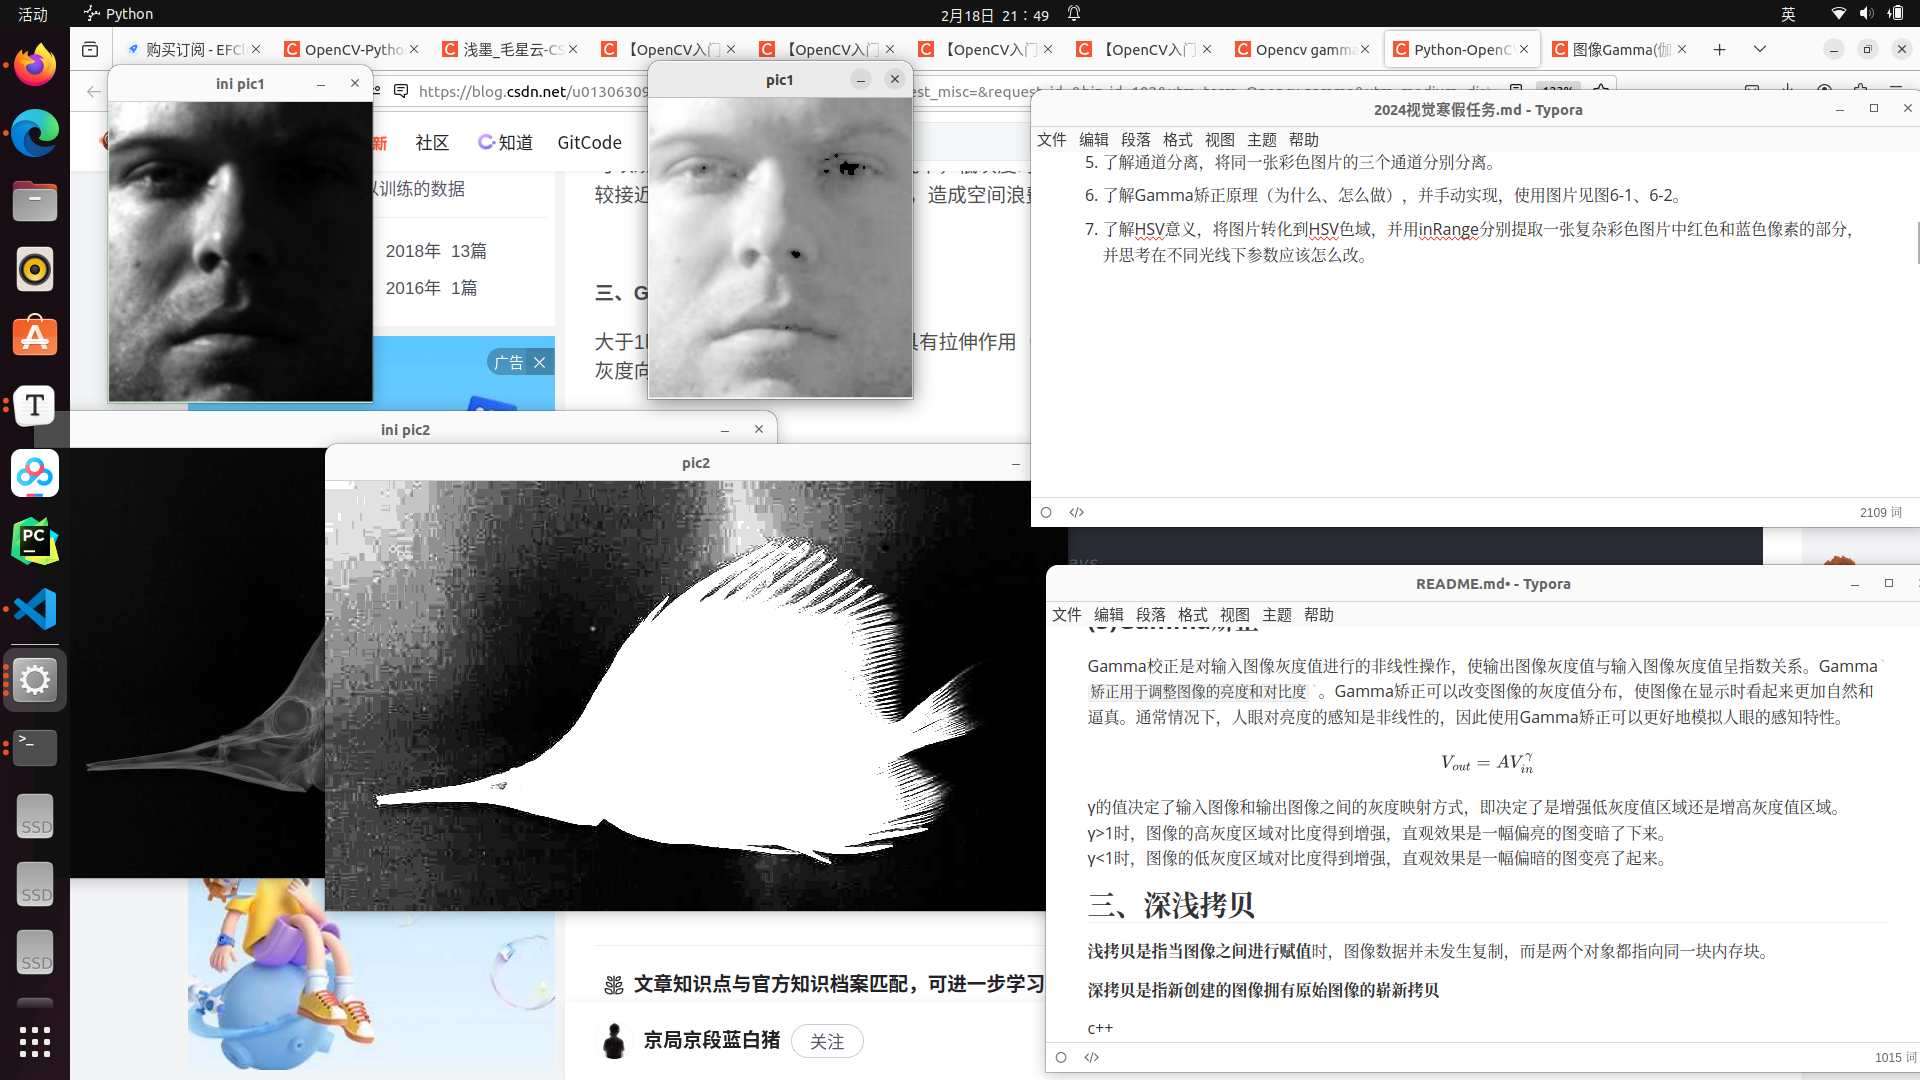 活动
Python
2月18日 21：49
英
购买订阅 - EFCl
OpenCV-Pytho
浅墨_毛星云-CS
【OpenCV入门
【OpenCV入门
【OpenCV入门
【OpenCV入门
Opencv gamma
Python-OpenC
图像Gamma(伽
https://blog.csdn.net/u01306309
ini pic1
pic1
新
社区
知道
GitCode
以训练的数据
2018年 13篇
2016年 1篇
广告
较接近
，造成空间浪费
三、G
大于1
具有拉伸作用
灰度向
ini pic2
pic2
2024视觉寒假任务.md - Typora
文件 编辑 段落 格式 视图 主题 帮助
5. 了解通道分离，将同一张彩色图片的三个通道分别分离。
6. 了解Gamma矫正原理（为什么、怎么做），并手动实现，使用图片见图6-1、6-2。
7. 了解HSV意义，将图片转化到HSV色域，并用inRange分别提取一张复杂彩色图片中红色和蓝色像素的部分，
并思考在不同光线下参数应该怎么改。
</>
2109 词
README.md• - Typora
文件 编辑 段落 格式 视图 主题 帮助
Gamma校正是对输入图像灰度值进行的非线性操作，使输出图像灰度值与输入图像灰度值呈指数关系。Gamma`
矫正用于调整图像的亮度和对比度`。Gamma矫正可以改变图像的灰度值分布，使图像在显示时看起来更加自然和
逼真。通常情况下，人眼对亮度的感知是非线性的，因此使用Gamma矫正可以更好地模拟人眼的感知特性。
V_out = AV_in^γ
γ的值决定了输入图像和输出图像之间的灰度映射方式，即决定了是增强低灰度值区域还是增高灰度值区域。
γ>1时，图像的高灰度区域对比度得到增强，直观效果是一幅偏亮的图变暗了下来。
γ<1时，图像的低灰度区域对比度得到增强，直观效果是一幅偏暗的图变亮了起来。
三、深浅拷贝
浅拷贝是指当图像之间进行赋值时，图像数据并未发生复制，而是两个对象都指向同一块内存块。
深拷贝是指新创建的图像拥有原始图像的崭新拷贝
c++
</>
1015 词
文章知识点与官方知识档案匹配，可进一步学习
京局京段蓝白猪
关注
T
PC
SSD
SSD
SSD